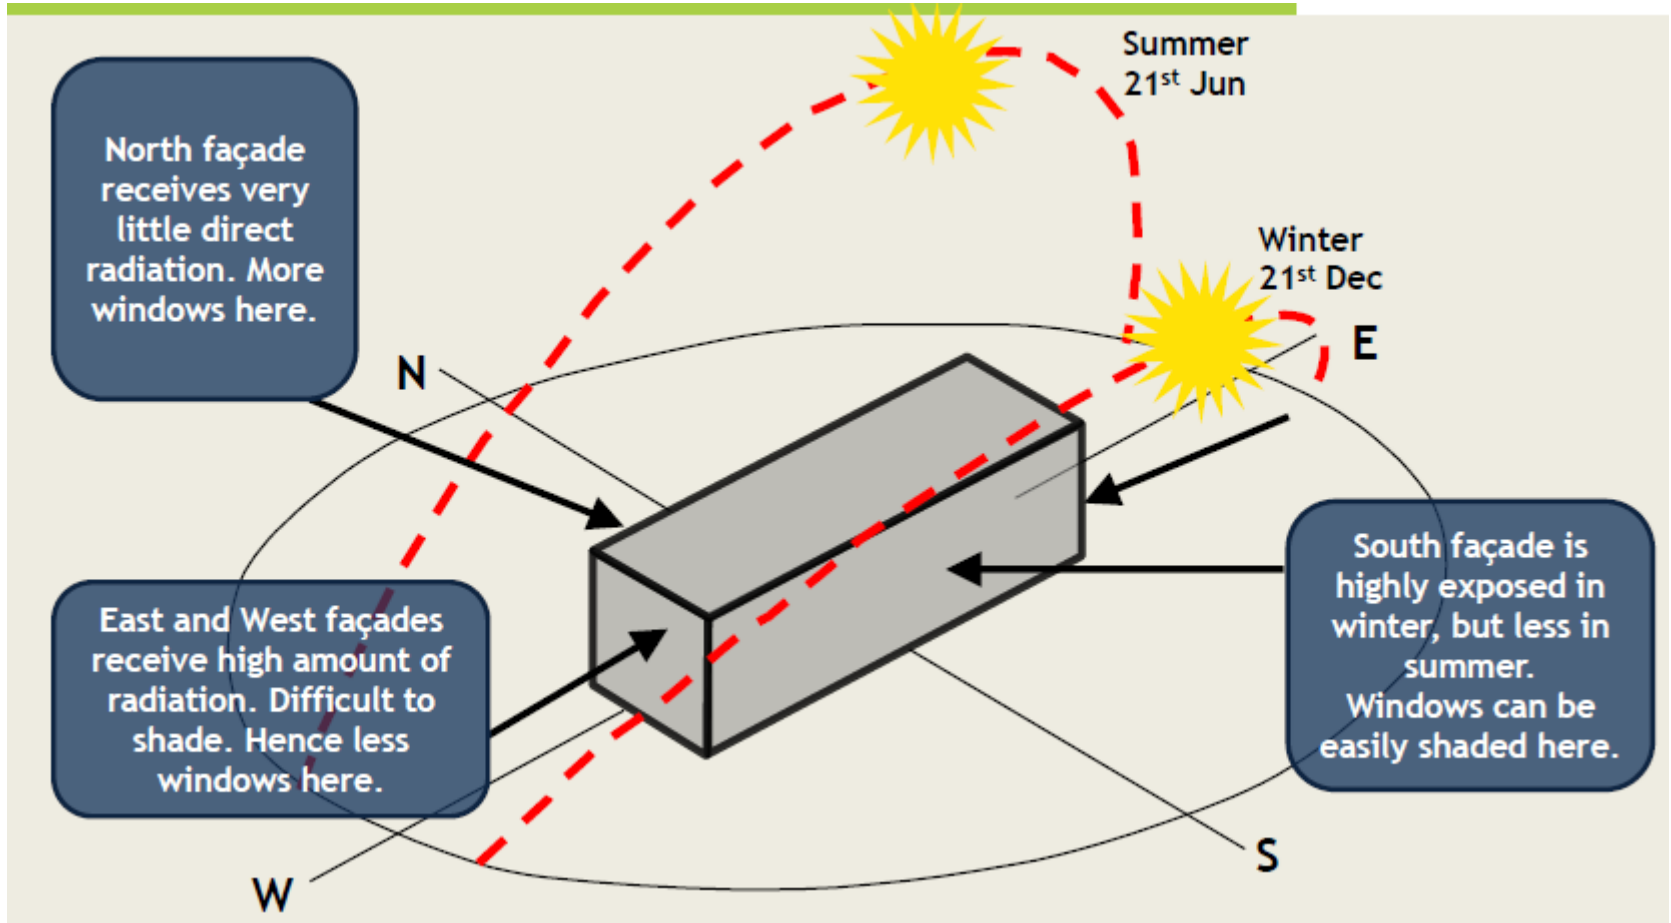 Summer
21st Jun
North façade
receives very
little direct
radiation. More
windows here.
Winter
21st Dec
N
E
East and West façades
receive high amount of
radiation. Difficult to
shade. Hence less
windows here.
South façade is
highly exposed in
winter, but less in
summer.
Windows can be
easily shaded here.
W
S